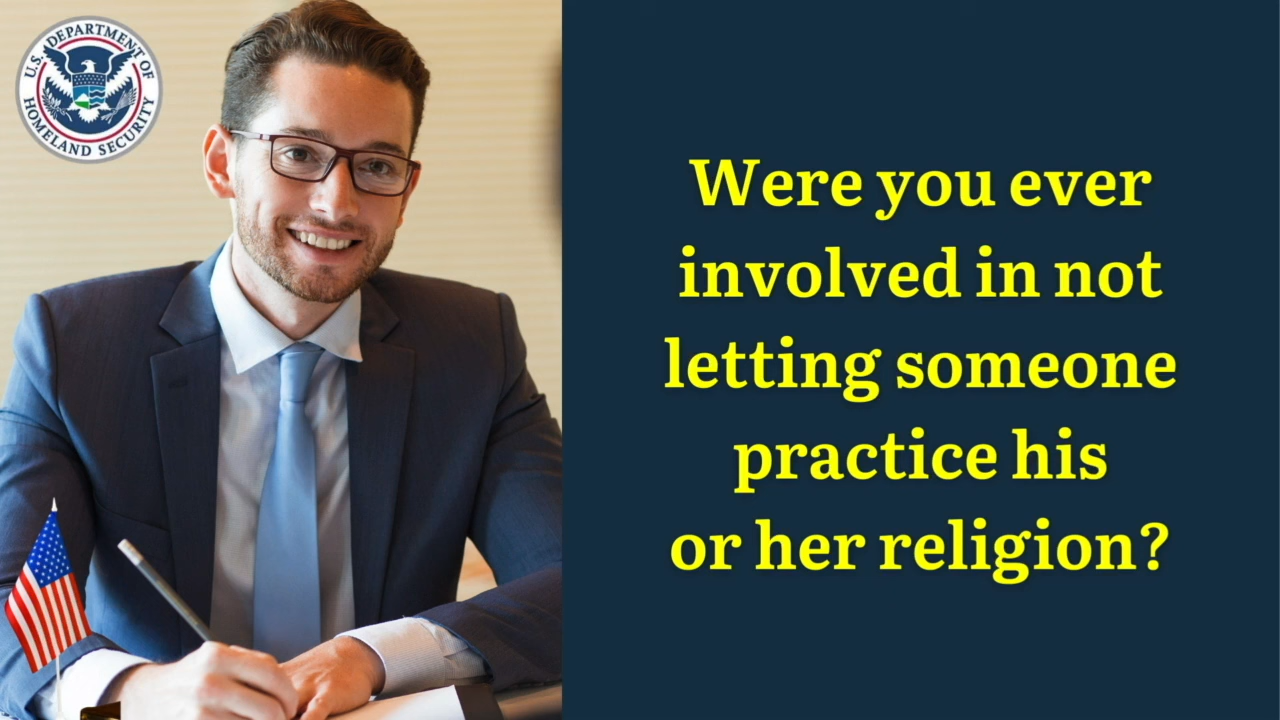 U.S. DEPARTMENT OF
HOMELAND SECURITY
Were you ever
involved in not
letting someone
practice his
or her religion?